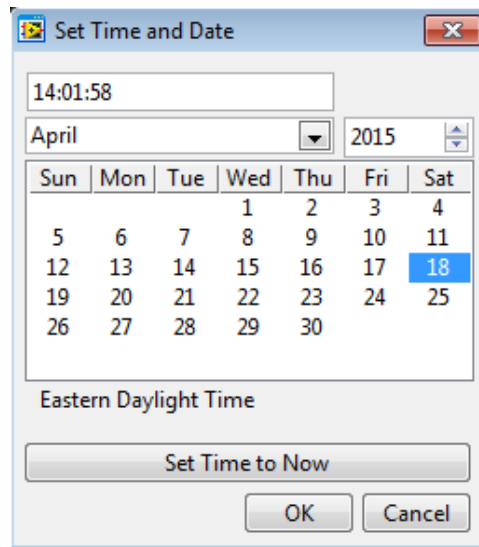 Set Time and Date
14:01:58
April 2015
Sun Mon Tue Wed Thu Fri Sat
1 2 3 4
5 6 7 8 9 10 11
12 13 14 15 16 17 18
19 20 21 22 23 24 25
26 27 28 29 30
Eastern Daylight Time
Set Time to Now
OK Cancel